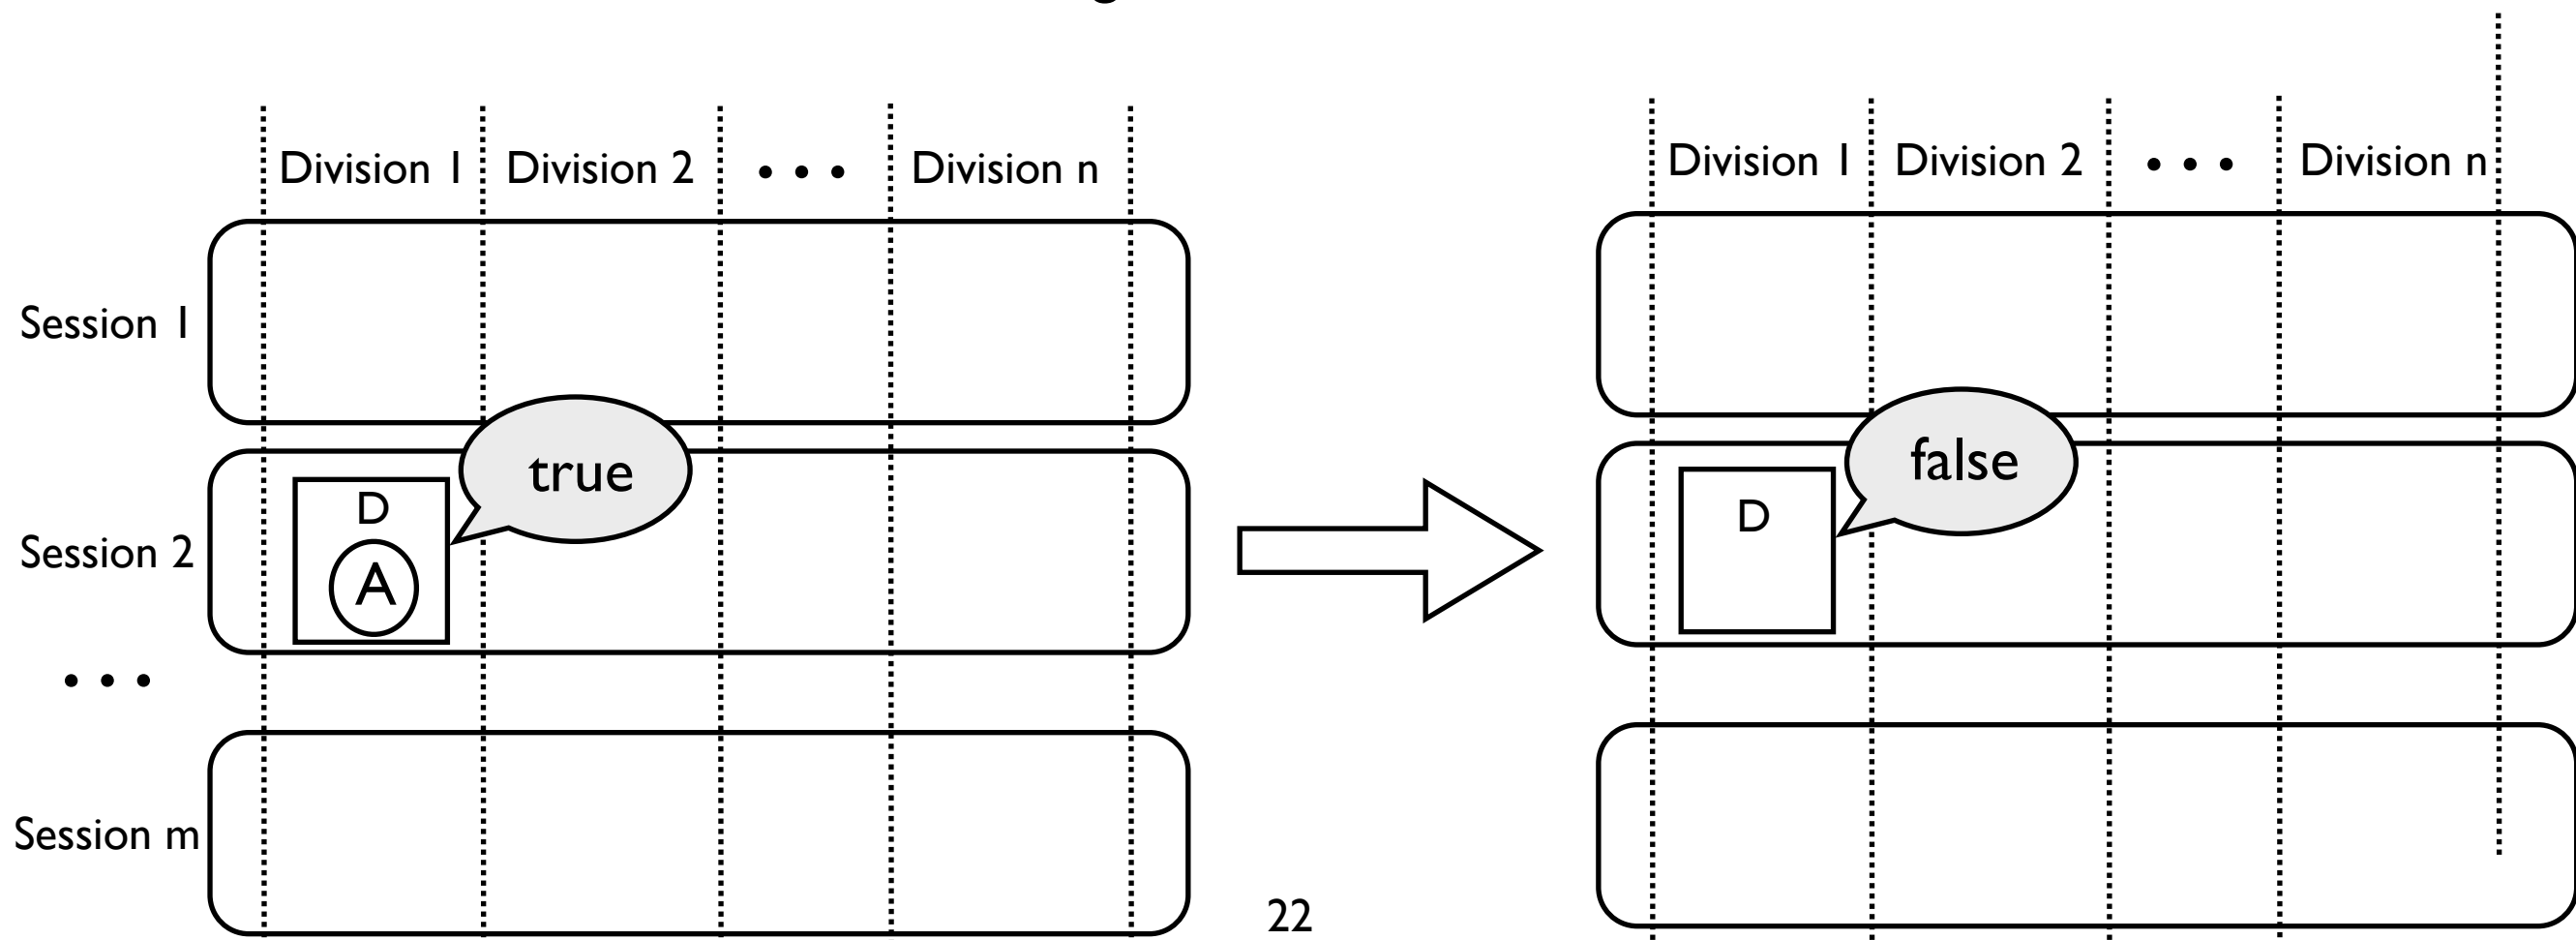 Division 1 Division 2 • • • Division n
Division 1 Division 2 • • • Division n
Session 1
true
false
Session 2
D
A
D
• • •
Session m
22